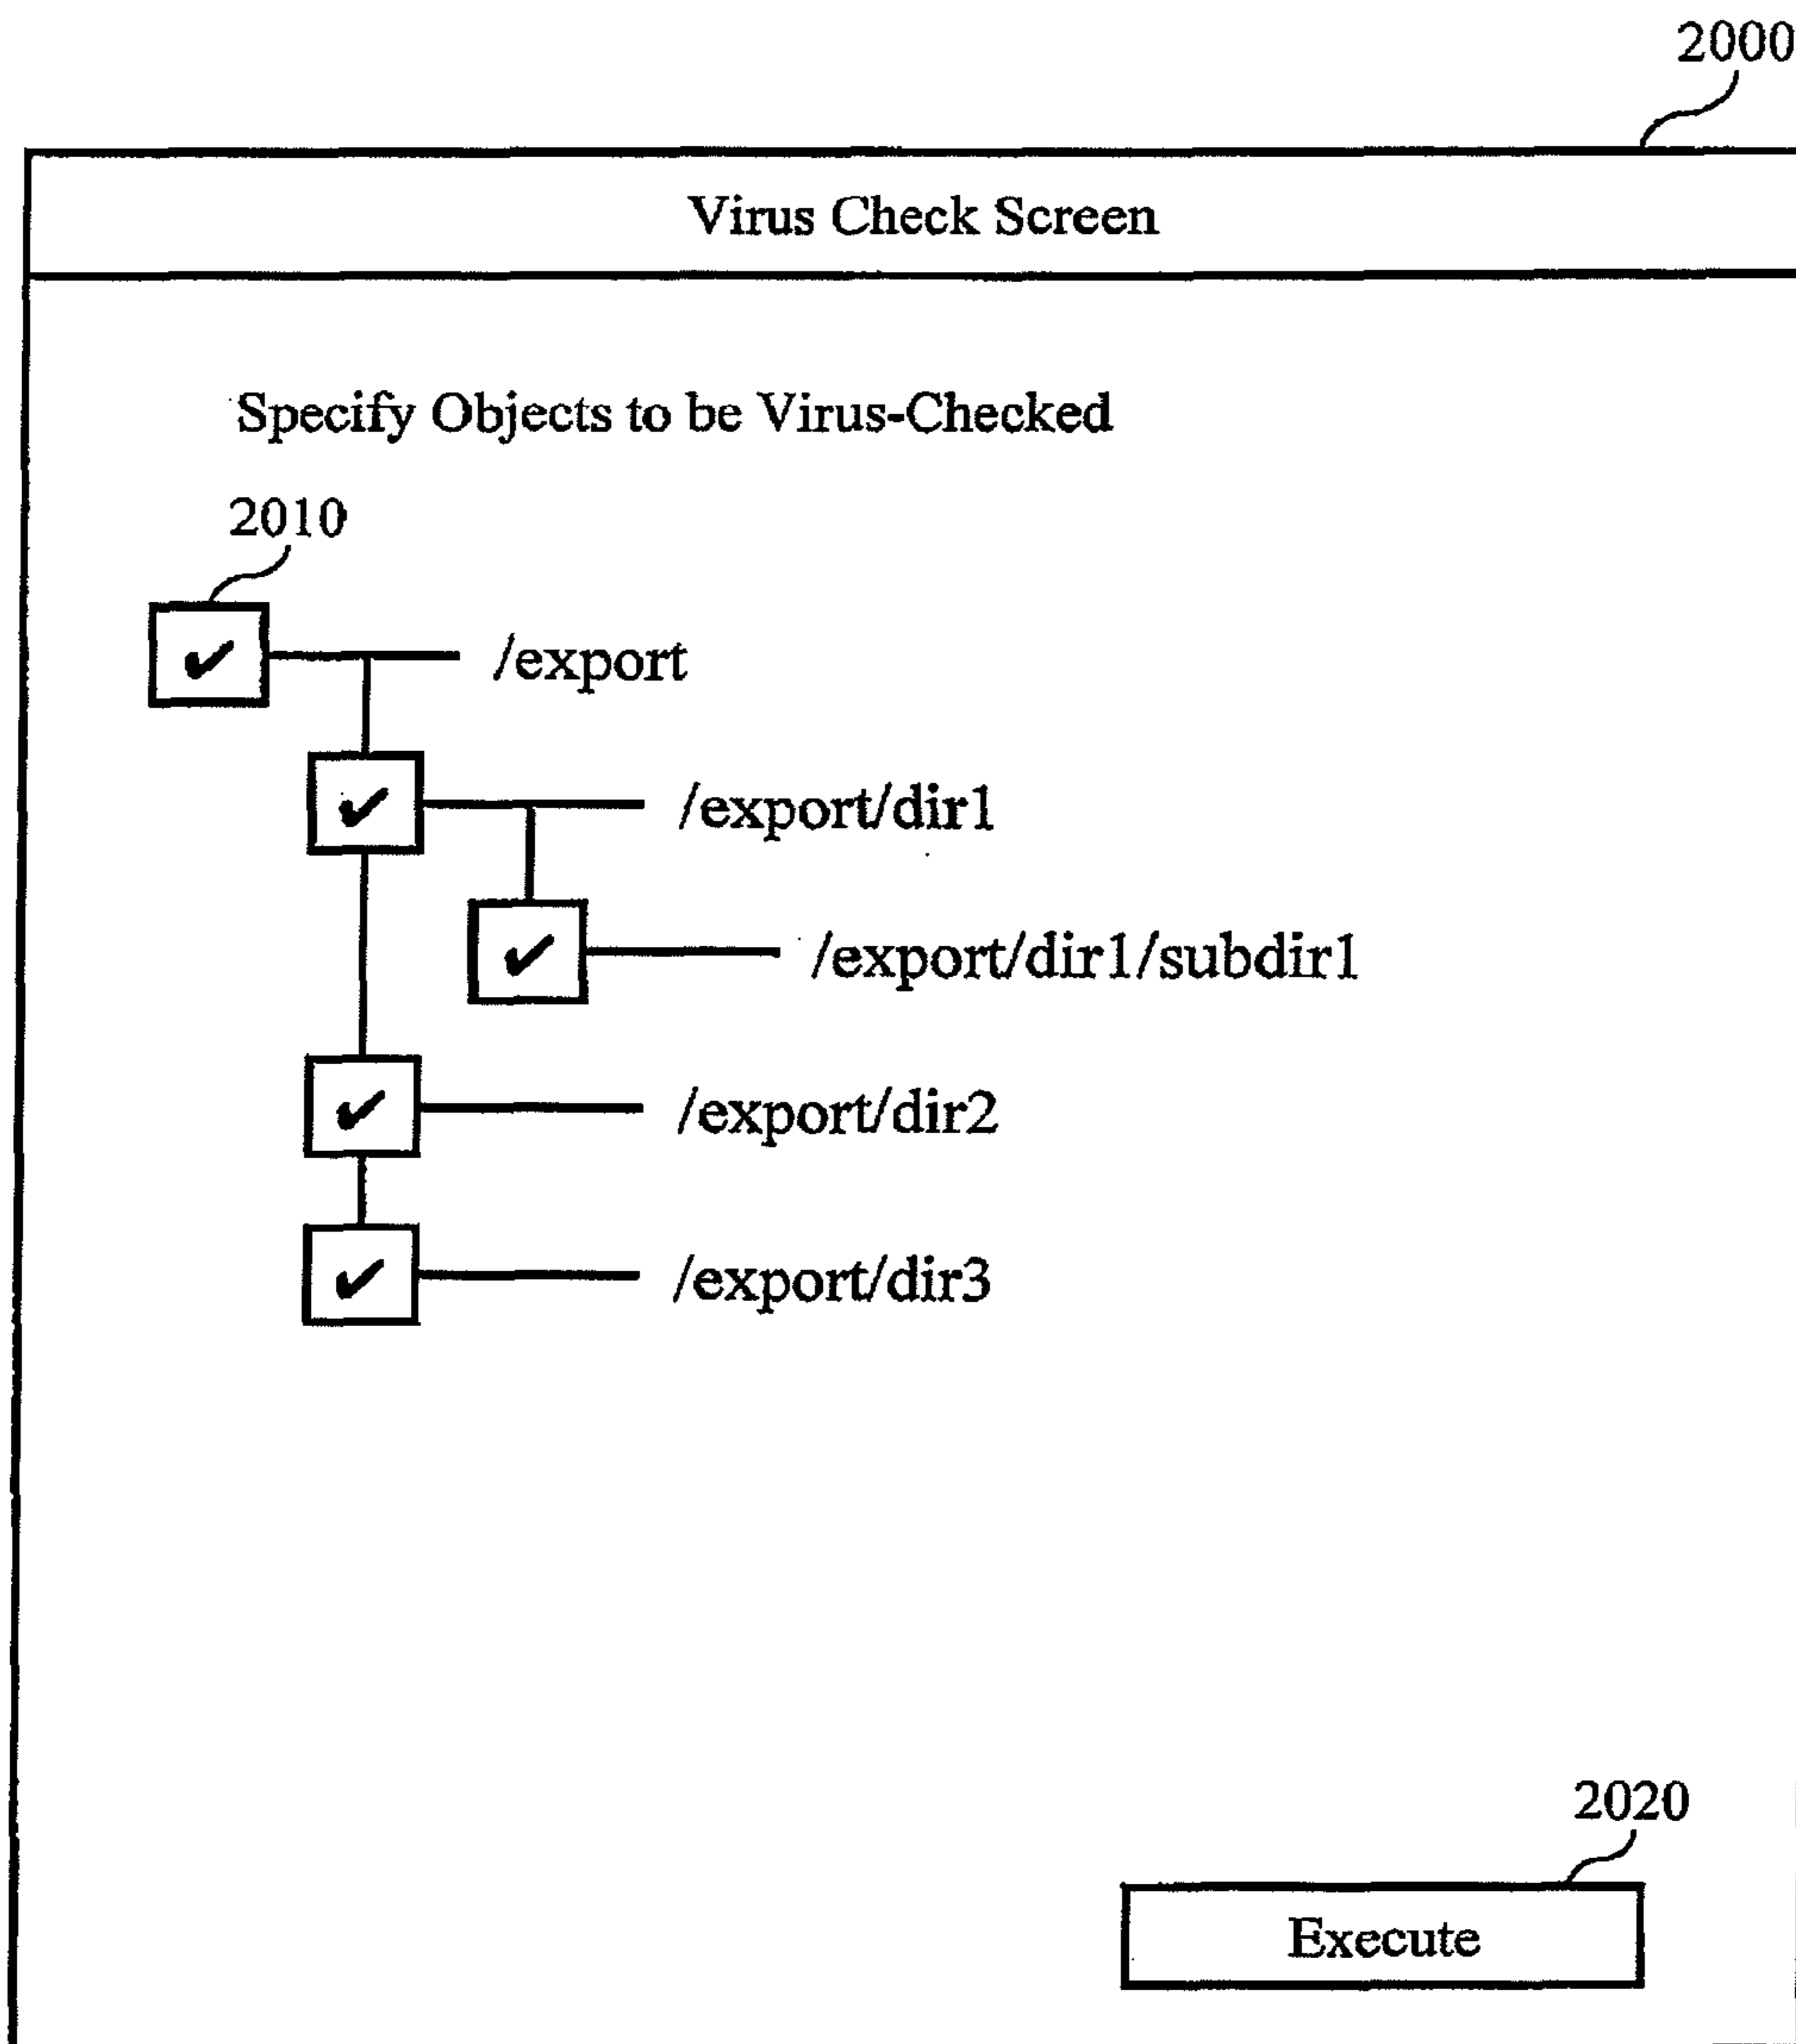 2000
Virus Check Screen
Specify Objects to be Virus-Checked
2010
✔ /export
✔ /export/dir1
✔ /export/dir1/subdir1
✔ /export/dir2
✔ /export/dir3
2020
Execute